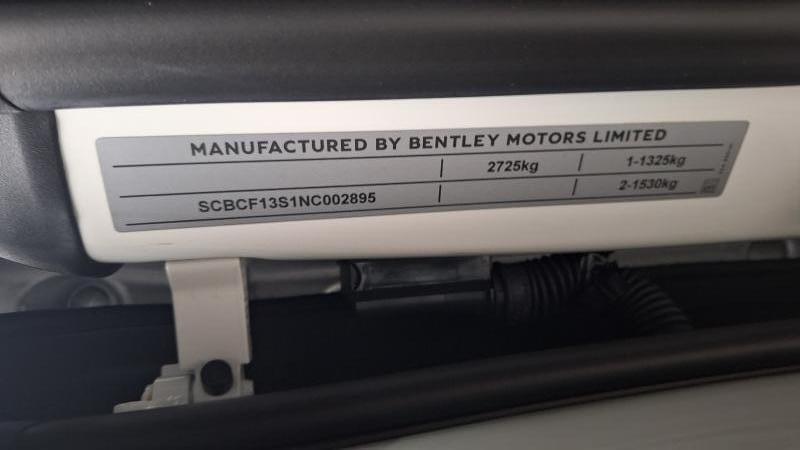 MANUFACTURED BY BENTLEY MOTORS LIMITED
2725kg 1-1325kg
SCBCF13S1NC002895 2-1530kg